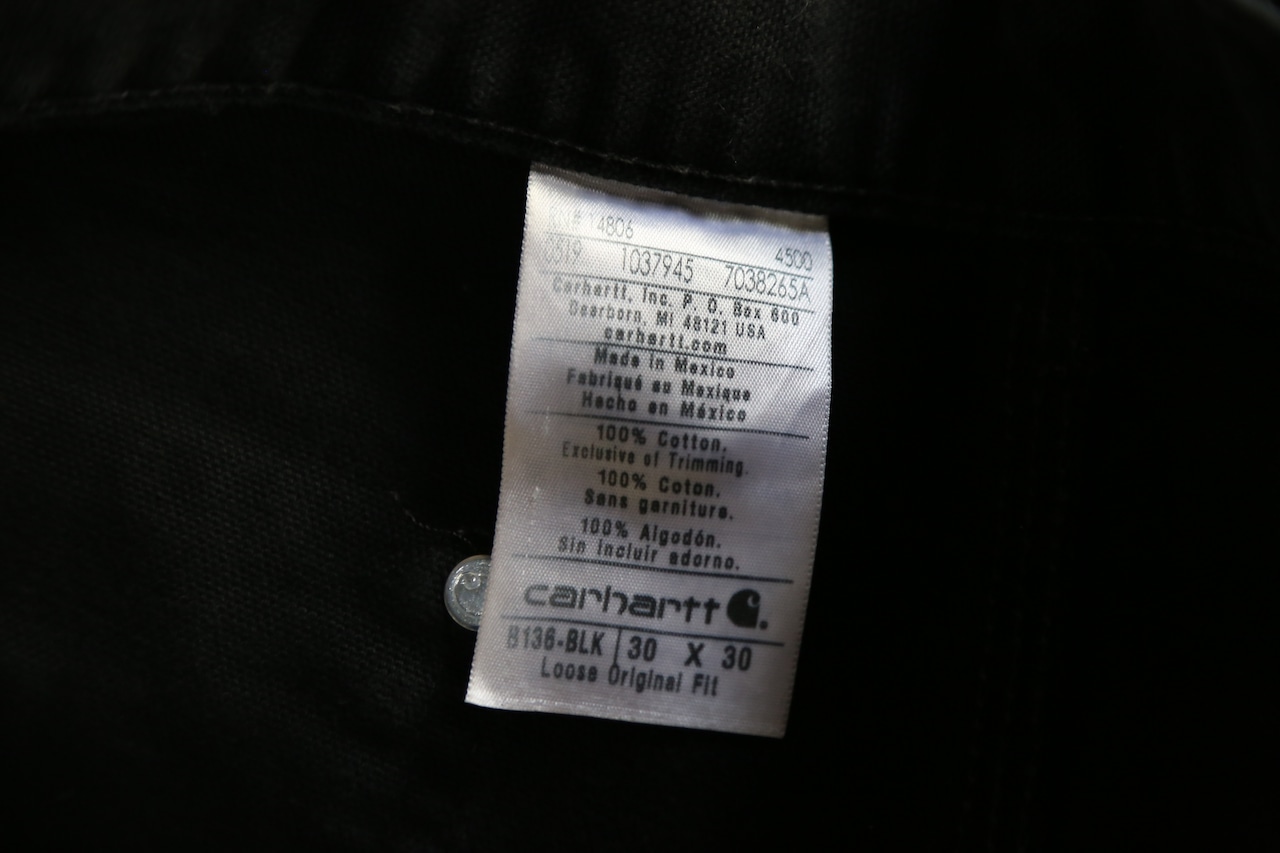 RN# 14806
4500
0519 1037945 7038265A
Carhartt, Inc. P. O. Box 600
Dearborn, MI 48121 USA
carhartt.com
Made in Mexico
Fabriqué au Mexique
Hecho en México
100% Cotton.
Exclusive of Trimming.
100% Coton.
Sans garniture.
100% Algodón.
Sin incluir adorno.
carhartt
B136-BLK 30 X 30
Loose Original Fit